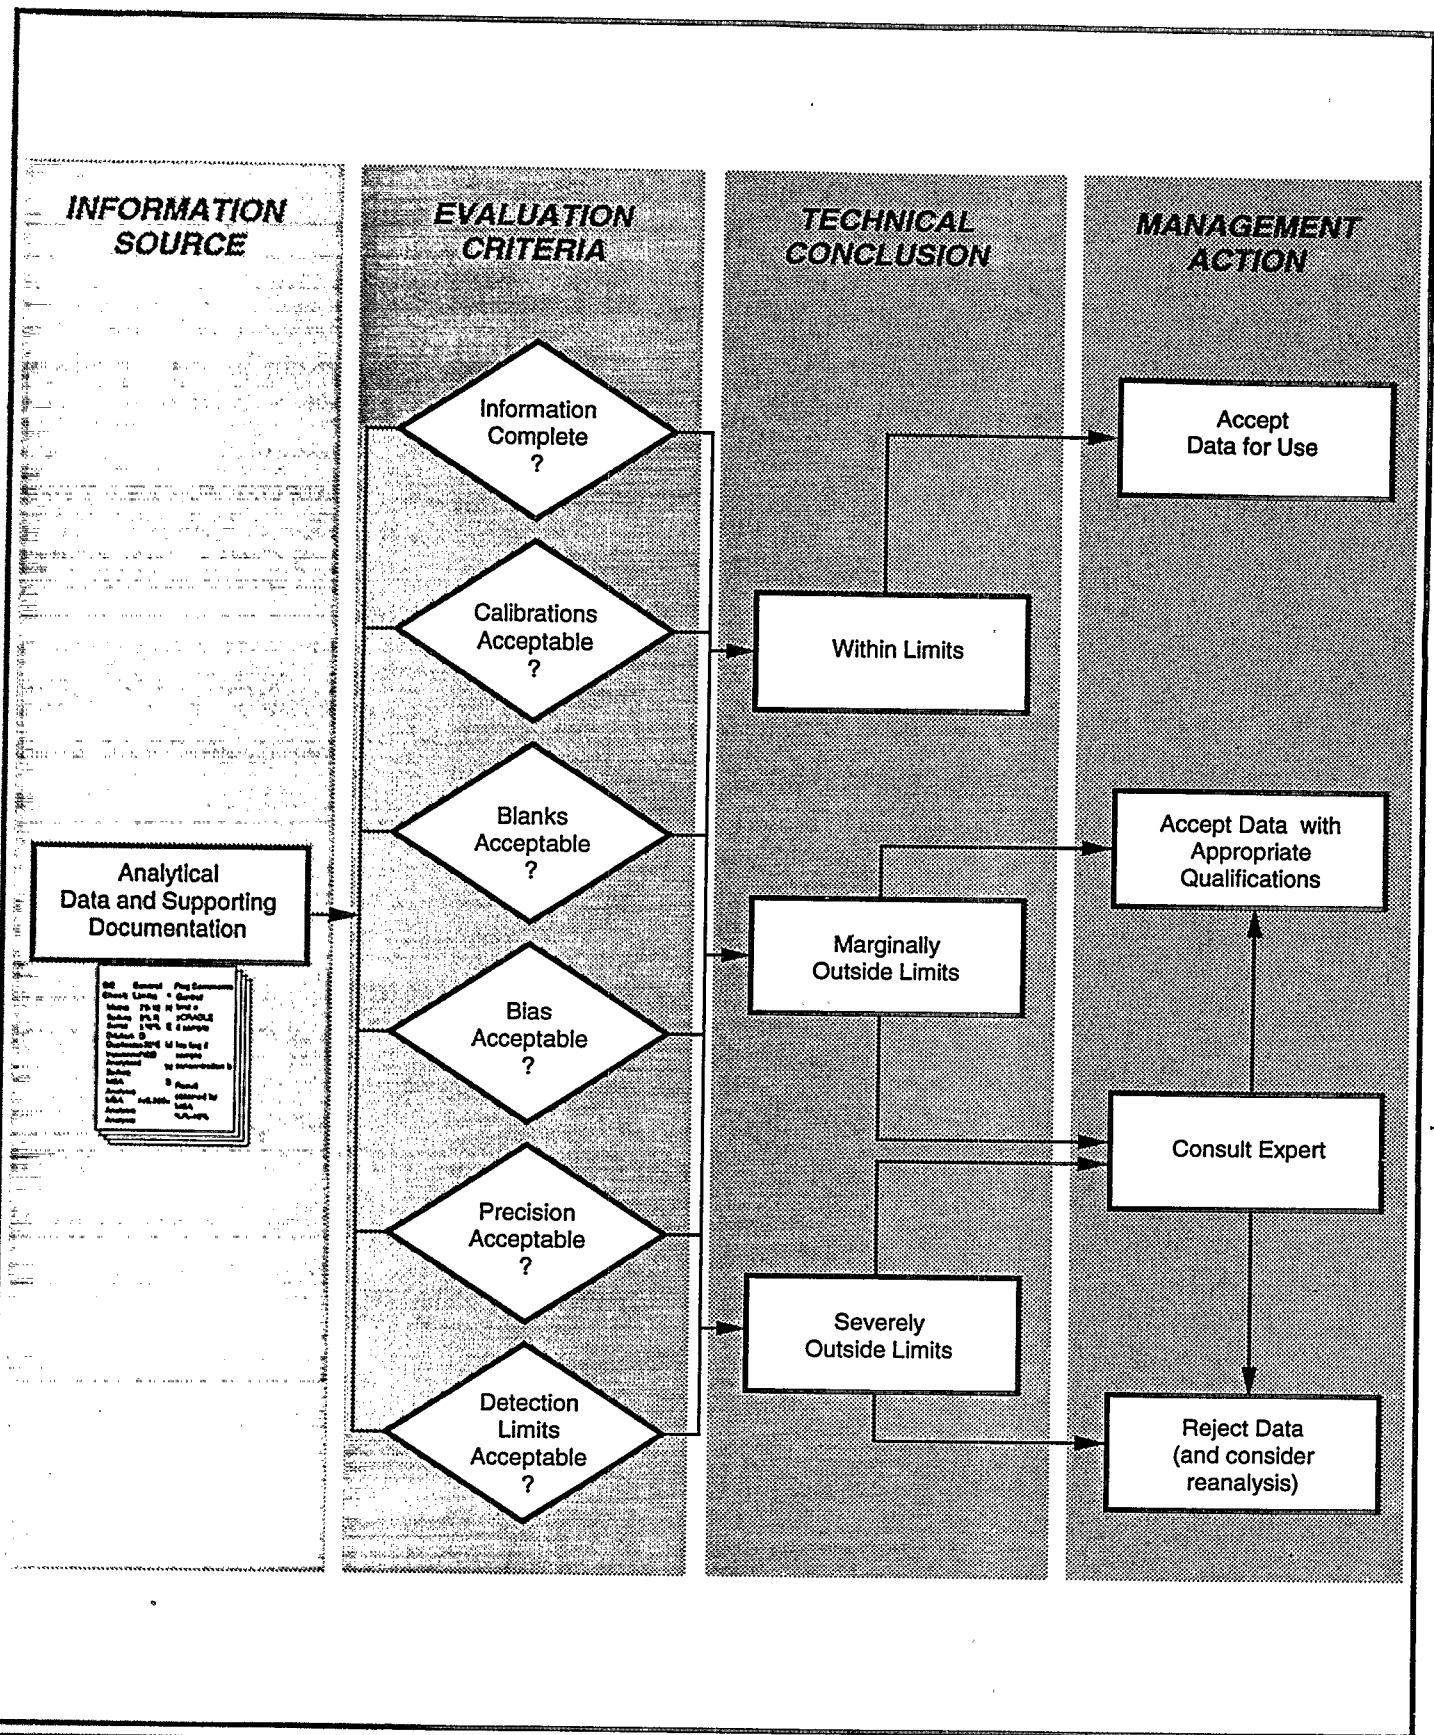 INFORMATION
SOURCE
EVALUATION
CRITERIA
TECHNICAL
CONCLUSION
MANAGEMENT
ACTION
Information
Complete
?
Accept
Data for Use
Calibrations
Acceptable
?
Within Limits
Blanks
Acceptable
?
Accept Data with
Appropriate
Qualifications
Analytical
Data and Supporting
Documentation
Marginally
Outside Limits
Bias
Acceptable
?
Consult Expert
Precision
Acceptable
?
Severely
Outside Limits
Detection
Limits
Acceptable
?
Reject Data
(and consider
reanalysis)